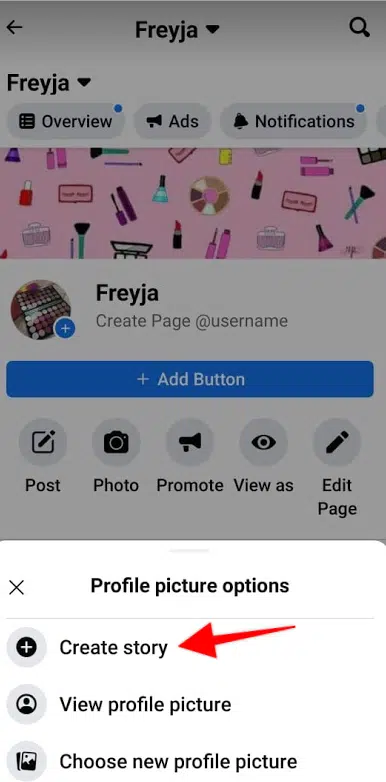 Freyja
Freyja
Overview
Ads
Notifications
Freyja
Create Page @username
+ Add Button
Post
Photo
Promote
View as
Edit
Page
Profile picture options
Create story
View profile picture
Choose new profile picture